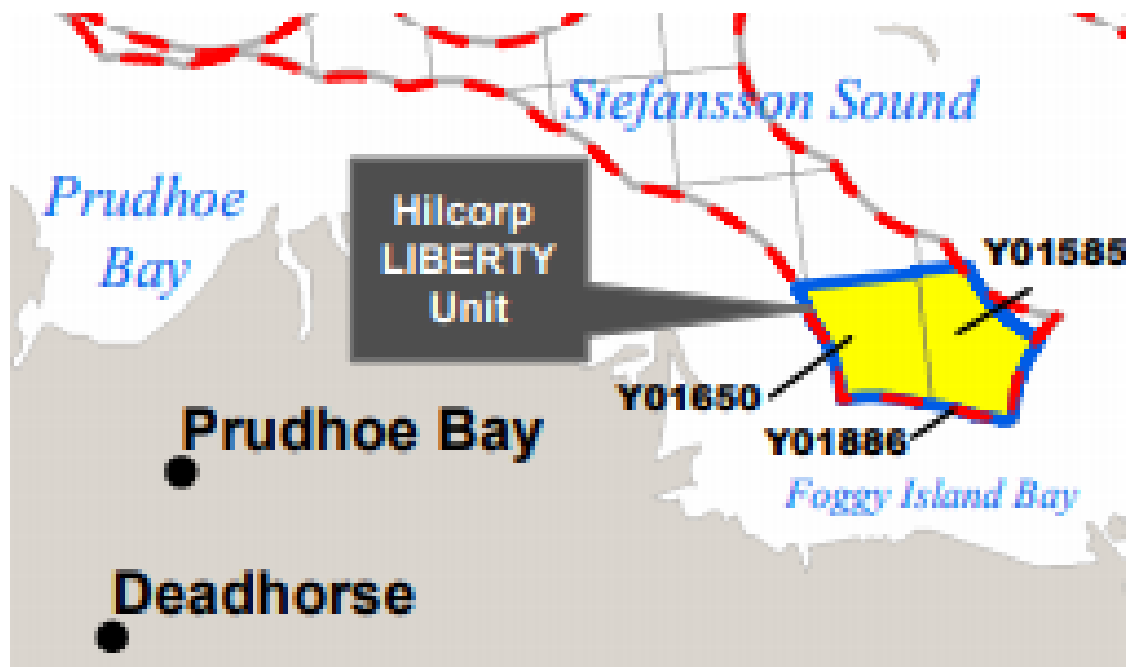 Stefansson Sound
Prudhoe
Bay
Hilcorp
LIBERTY
Unit
Y01585
Y01650
Y01886
Prudhoe Bay
Foggy Island Bay
Deadhorse